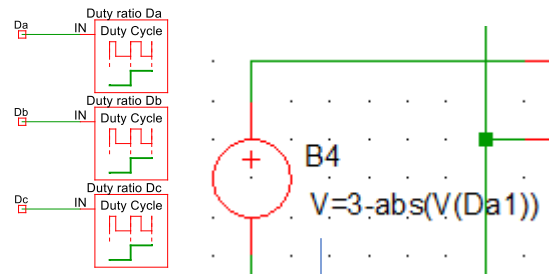 Duty ratio Da
Da
IN
Duty Cycle
Duty ratio Db
Db
IN
Duty Cycle
Duty ratio Dc
Dc
IN
Duty Cycle
+
B4
V=3-abs(V(Da1))